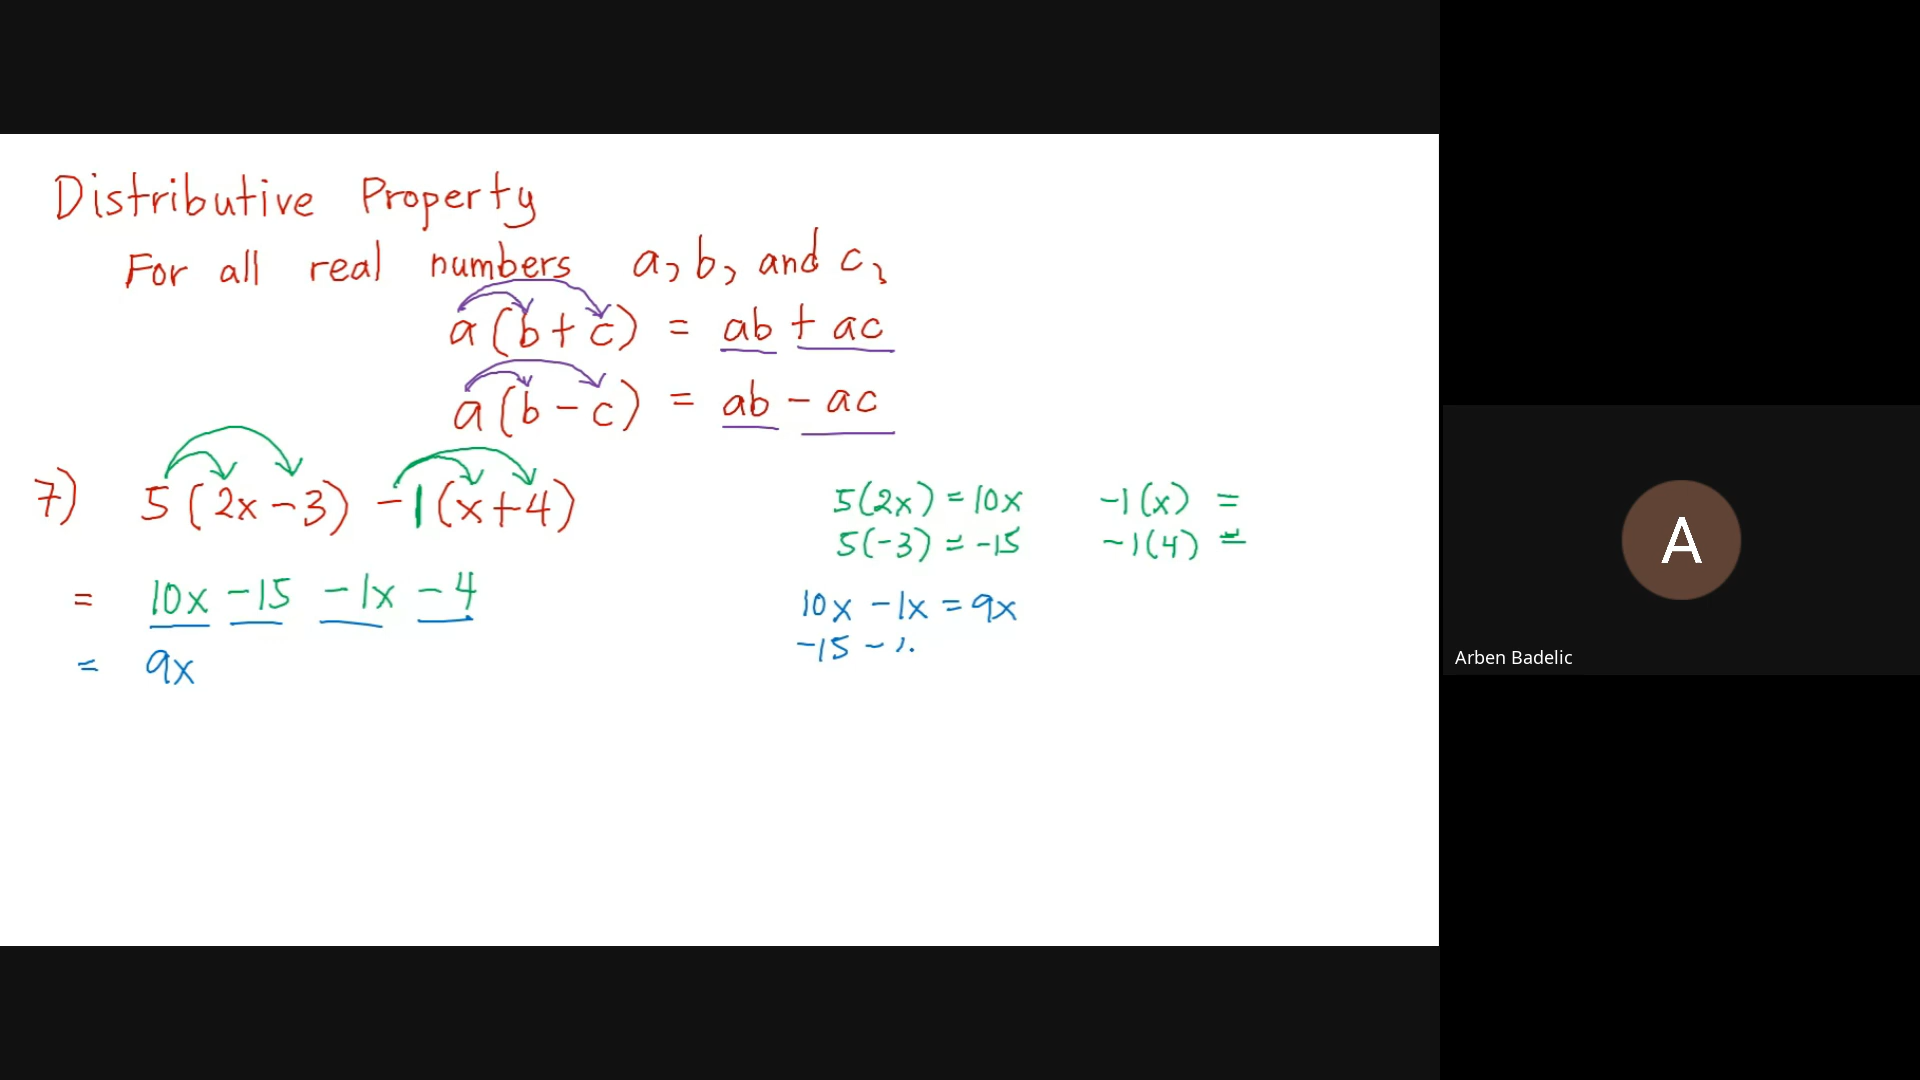 Distributive Property
For all real numbers a, b, and c,
a(b+c) = ab + ac
a(b-c) = ab - ac
7) 5(2x-3) -1(x+4)
= 10x -15 -1x -4
= 9x
5(2x) = 10x
5(-3) = -15
-1(x) =
-1(4) =
10x -1x = 9x
-15 -
A
Arben Badelic